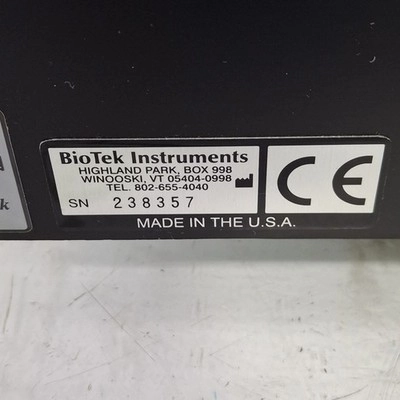 BioTek Instruments
HIGHLAND PARK, BOX 998
WINOOSKI, VT 05404-0998
TEL. 802-655-4040
SN 238357
CE
MADE IN THE U.S.A.